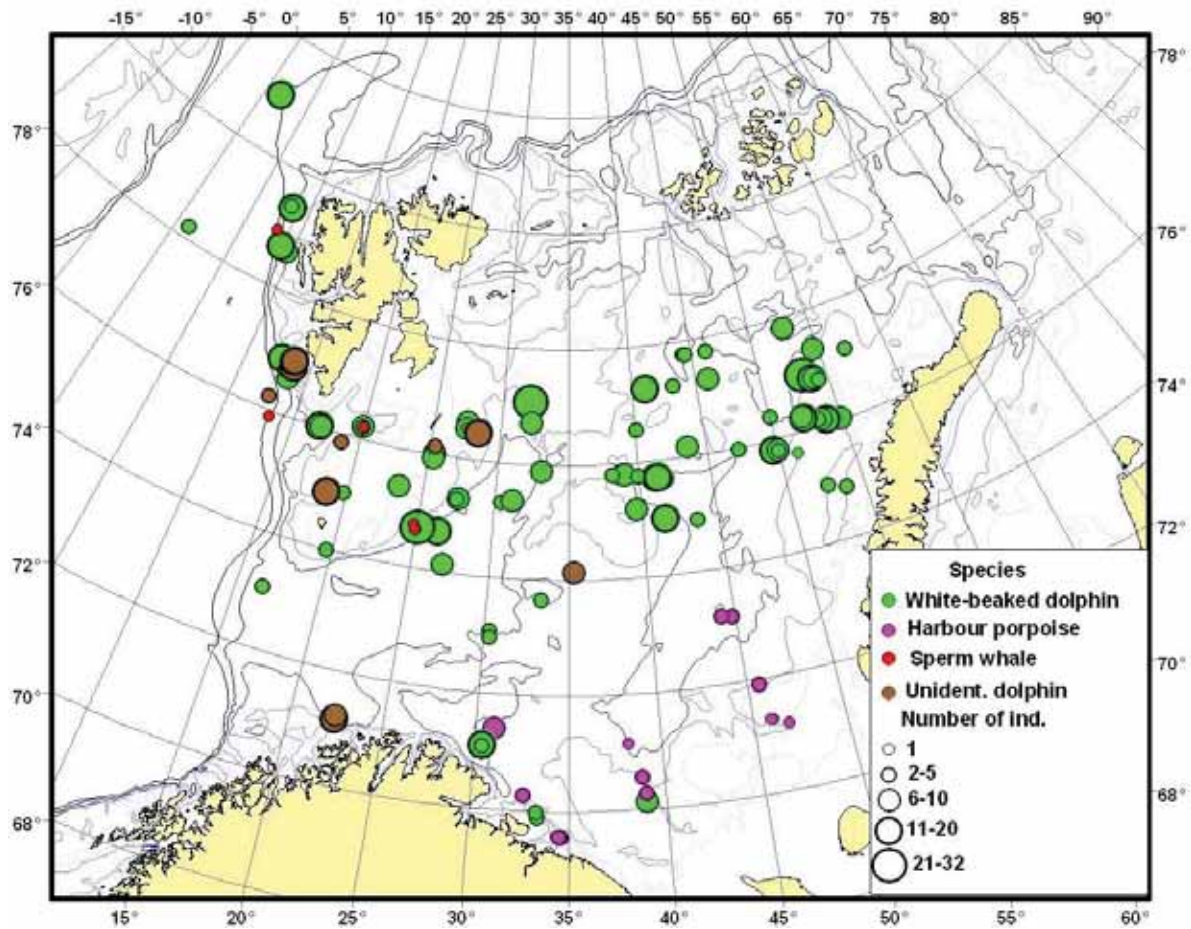 -15° -10° -5° 0° 5° 10° 15° 20° 25° 30° 40° 45° 50° 55° 60° 65° 70° 75° 80° 85° 90°
78° 78°
76° 76°
74° 74°
72° 72°
70° 70°
68° 68°
Species
White-beaked dolphin
Harbour porpoise
Sperm whale
Unident. dolphin
Number of ind.
1
2-5
6-10
11-20
21-32
15° 20° 25° 30° 35° 40° 45° 50° 55° 60°